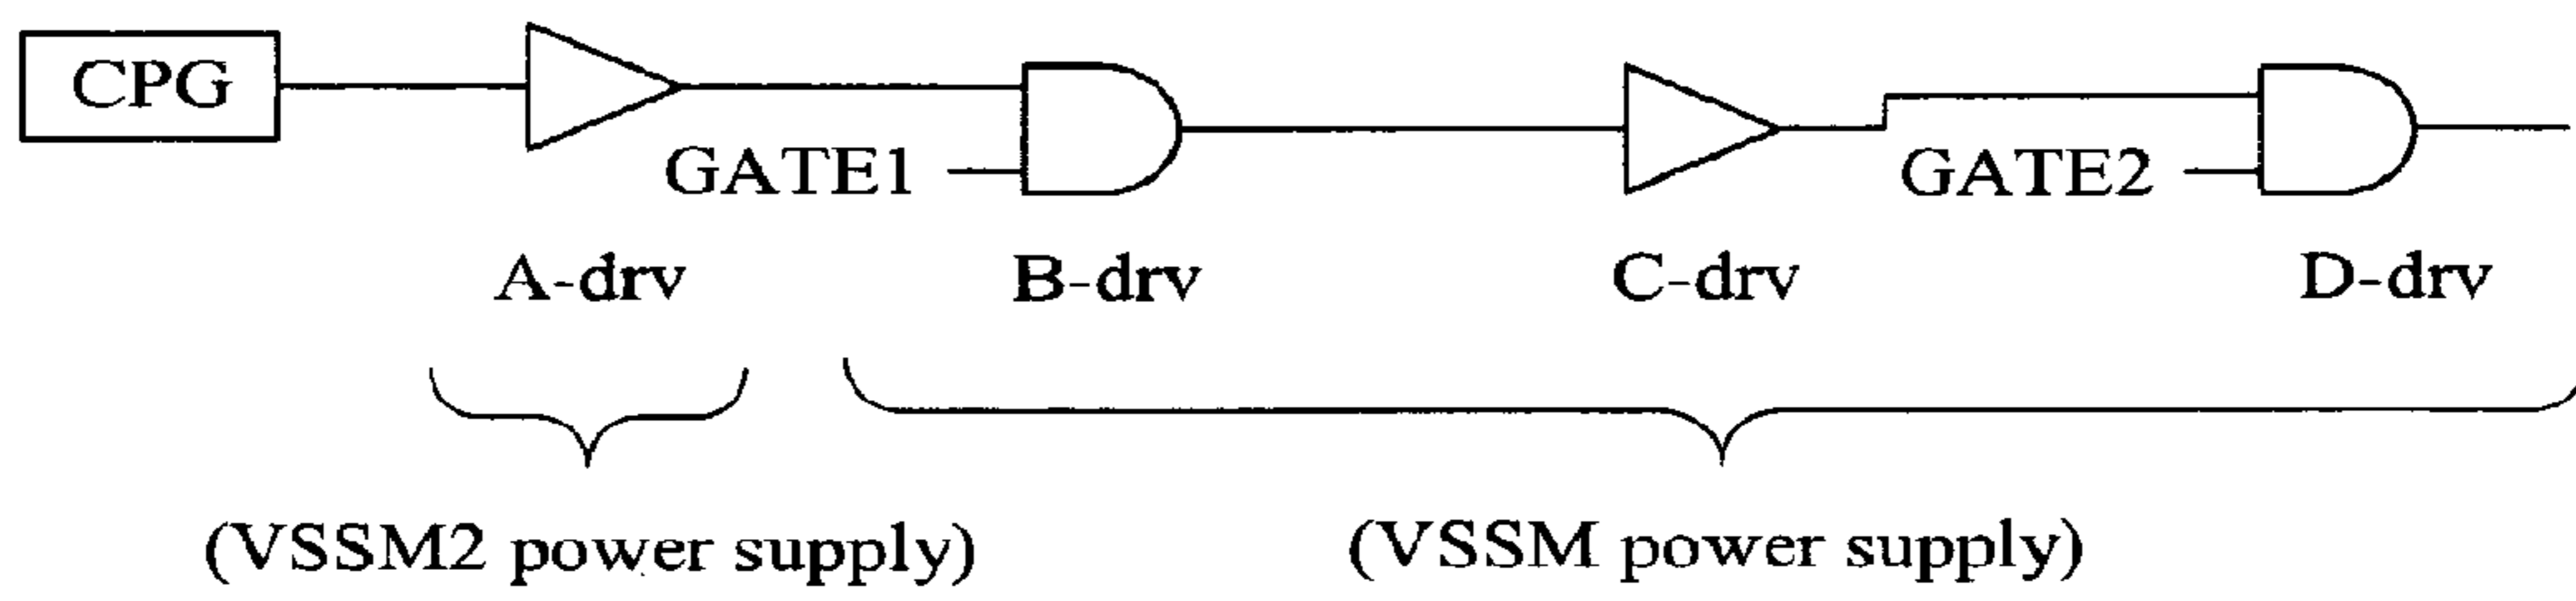 CPG
GATE1
GATE2
A-drv
B-drv
C-drv
D-drv
(VSSM2 power supply)
(VSSM power supply)